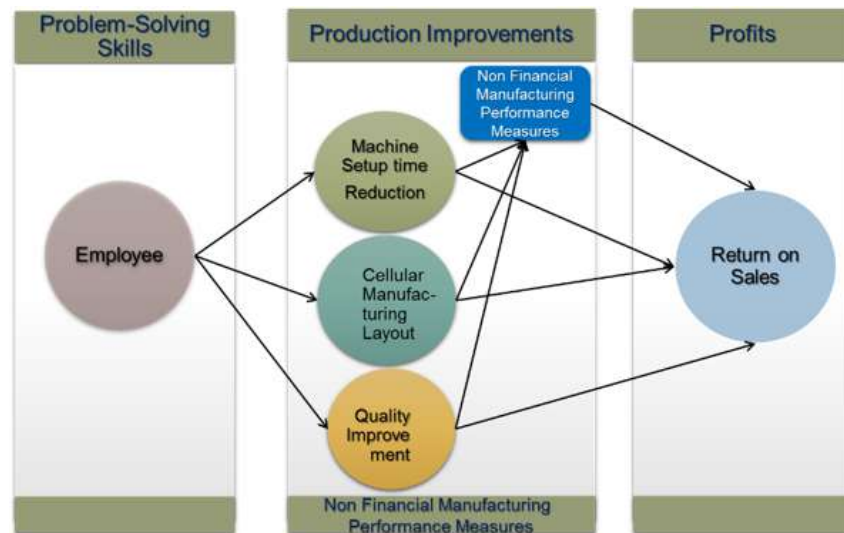 Problem-Solving
Skills
Production Improvements
Profits
Non Financial
Manufacturing
Performance
Measures
Machine
Setup time
Reduction
Employee
Cellular
Manufac-
turing
Layout
Return on
Sales
Quality
Improve
ment
Non Financial Manufacturing
Performance Measures